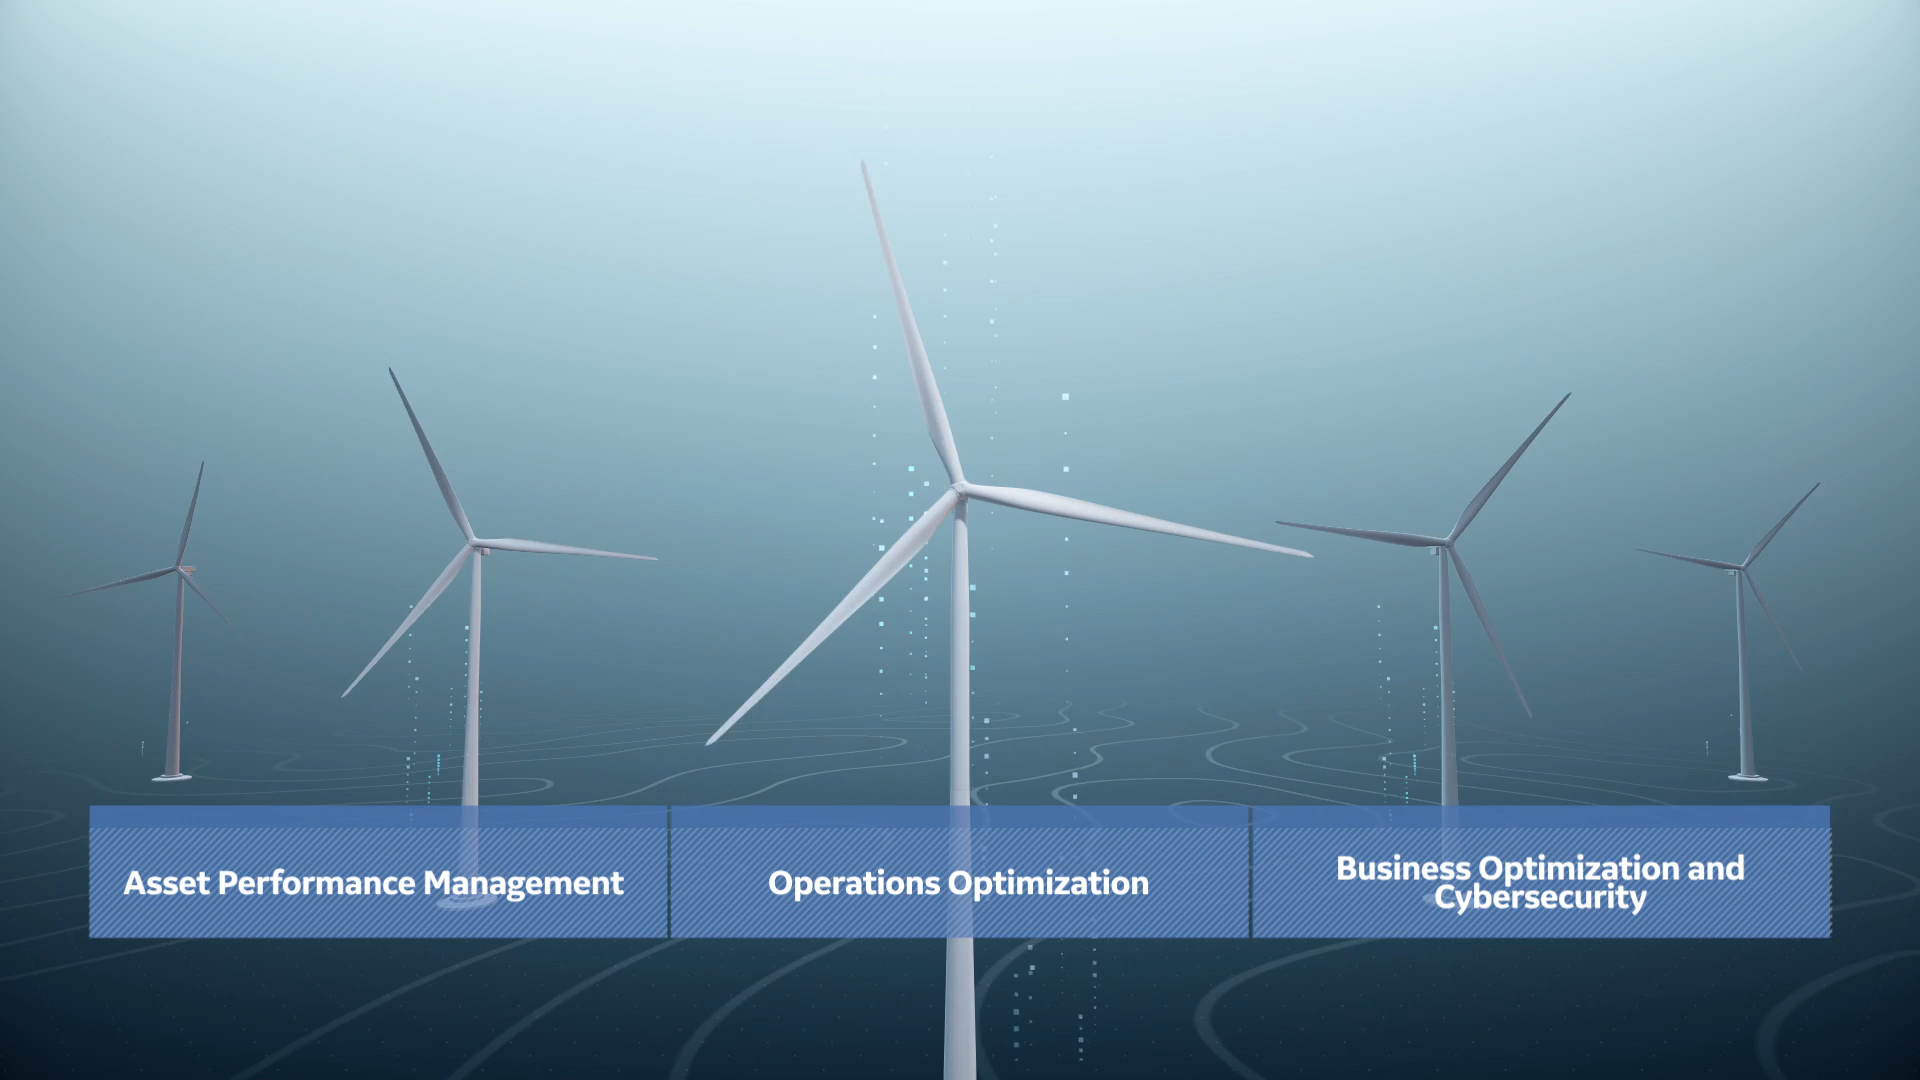 Asset Performance Management
Operations Optimization
Business Optimization and
Cybersecurity